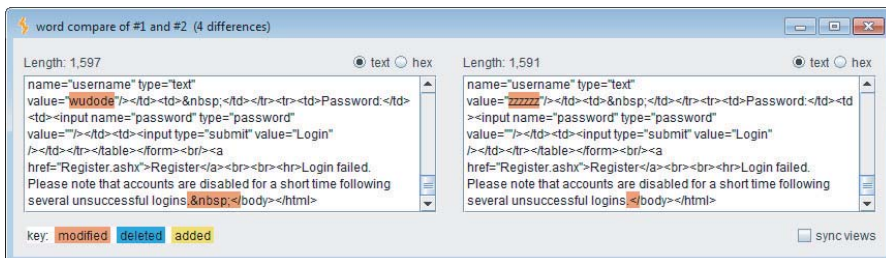 word compare of #1 and #2 (4 differences)
Length: 1,597
text
hex
name="username" type="text"
value="wudode"/></td><td>&nbsp;</td></tr><tr><td>Password:</td>
<td><input name="password" type="password"
value=""/></td><td><input type="submit" value="Login"
/></td></tr></table></form><br/><a
href="Register.ashx">Register</a><br><br><hr>Login failed.
Please note that accounts are disabled for a short time following
several unsuccessful logins.&nbsp;</body></html>
Length: 1,591
text
hex
name="username" type="text"
value="zzzzzz"/></td><td>&nbsp;</td></tr><tr><td>Password:</td><td
><input name="password" type="password"
value=""/></td><td><input type="submit" value="Login"
/></td></tr></table></form><br/><a
href="Register.ashx">Register</a><br><br><hr>Login failed.
Please note that accounts are disabled for a short time following
several unsuccessful logins.</body></html>
key: modified deleted added
sync views